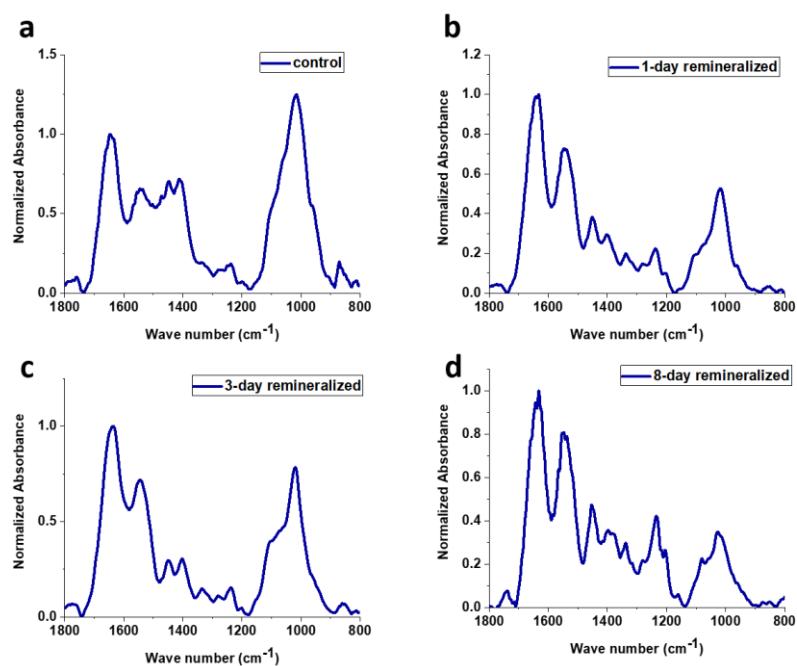 a
control
1.5
1.0
0.5
0.0
Normalized Absorbance
1800 1600 1400 1200 1000 800
Wave number (cm-1)
b
1-day remineralized
1.2
1.0
0.8
0.6
0.4
0.2
0.0
Normalized Absorbance
1800 1600 1400 1200 1000 800
Wave number (cm-1)
c
3-day remineralized
1.0
0.5
0.0
Normalized Absorbance
1800 1600 1400 1200 1000 800
Wave number (cm-1)
d
8-day remineralized
1.0
0.8
0.6
0.4
0.2
0.0
Normalized Absorbance
1800 1600 1400 1200 1000 800
Wave number (cm-1)